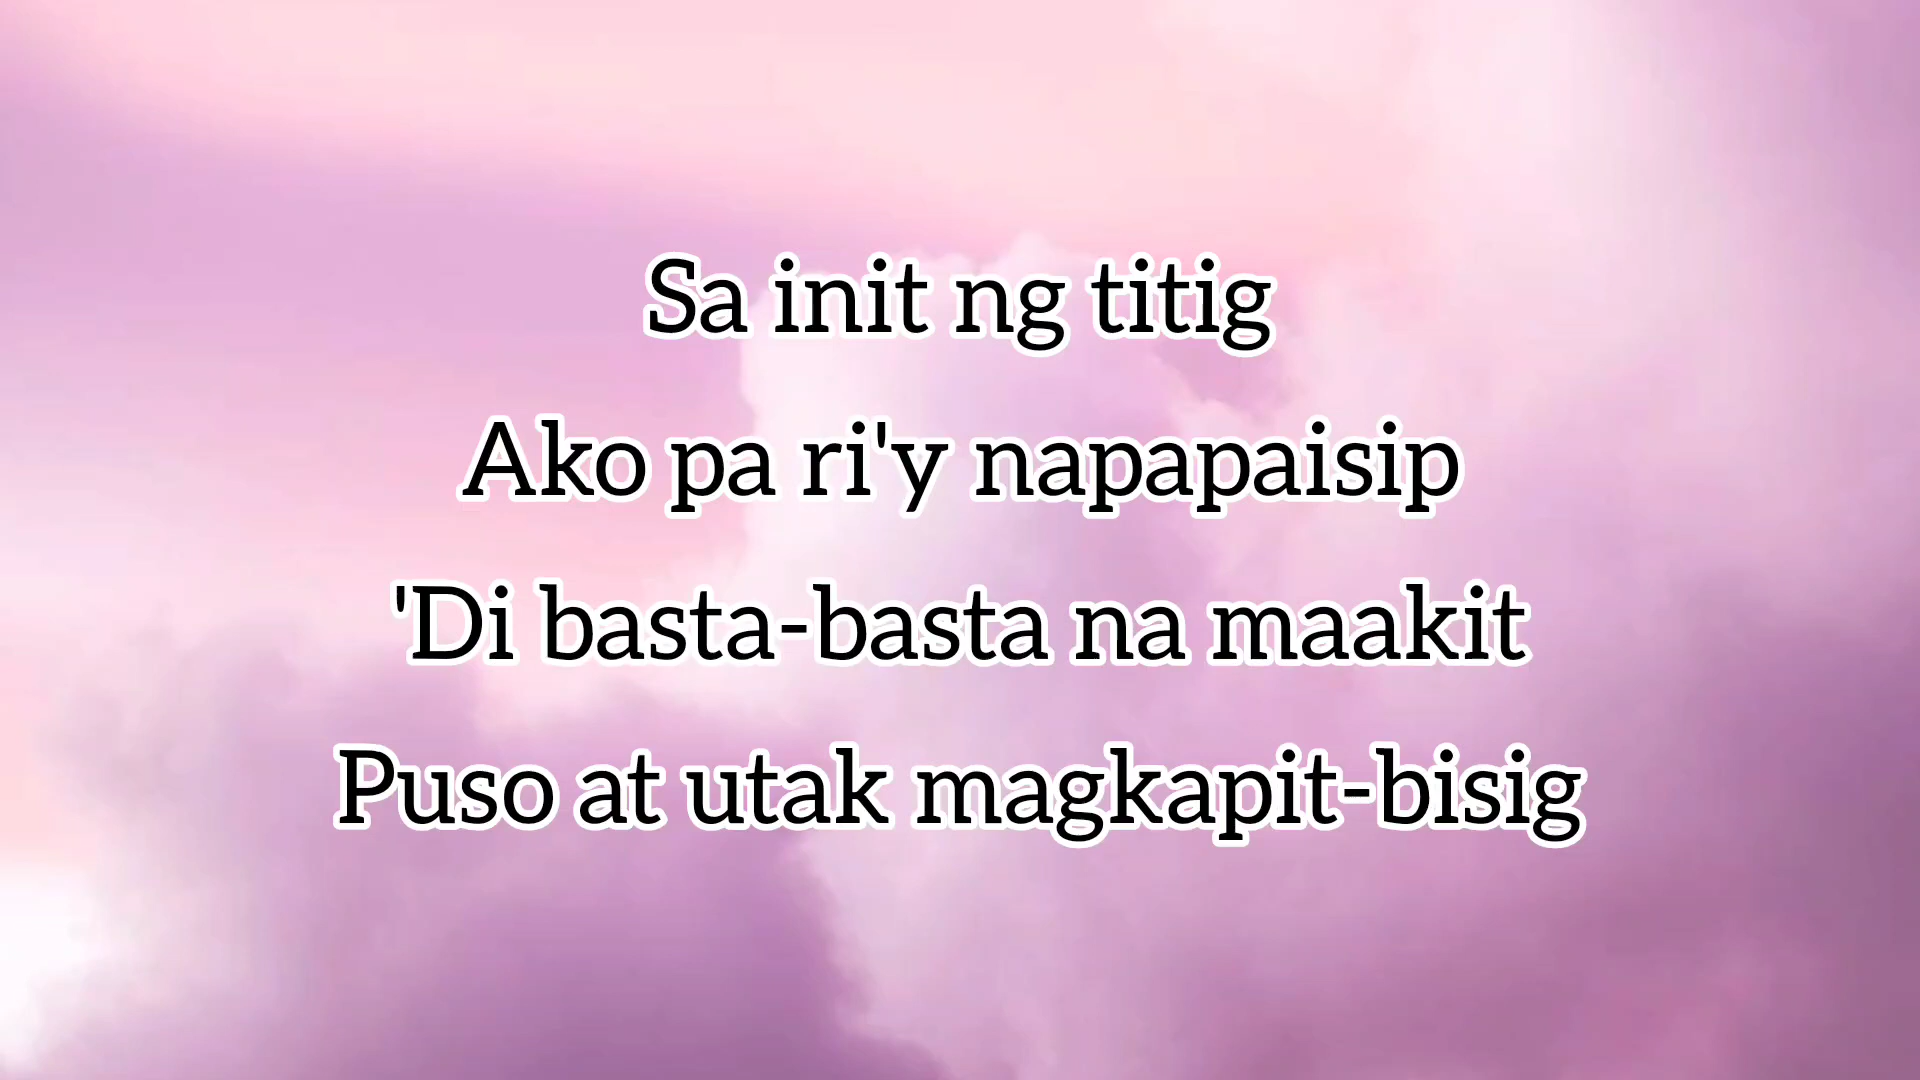 Sa init ng titig
Ako pa ri'y napapaisip
'Di basta-basta na maakit
Puso at utak magkapit-bisig